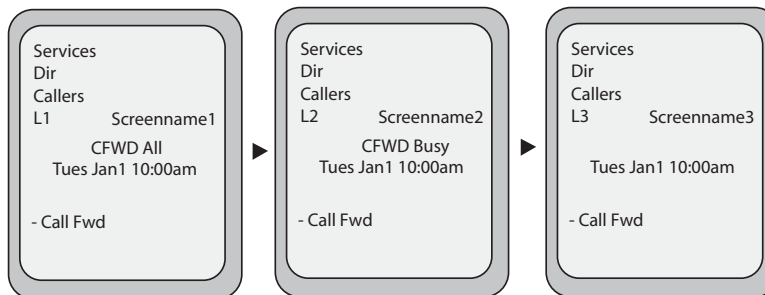 Services
Dir
Callers
L1 Screenname1
CFWD All
Tues Jan1 10:00am
- Call Fwd
Services
Dir
Callers
L2 Screenname2
CFWD Busy
Tues Jan1 10:00am
- Call Fwd
Services
Dir
Callers
L3 Screenname3
Tues Jan1 10:00am
- Call Fwd